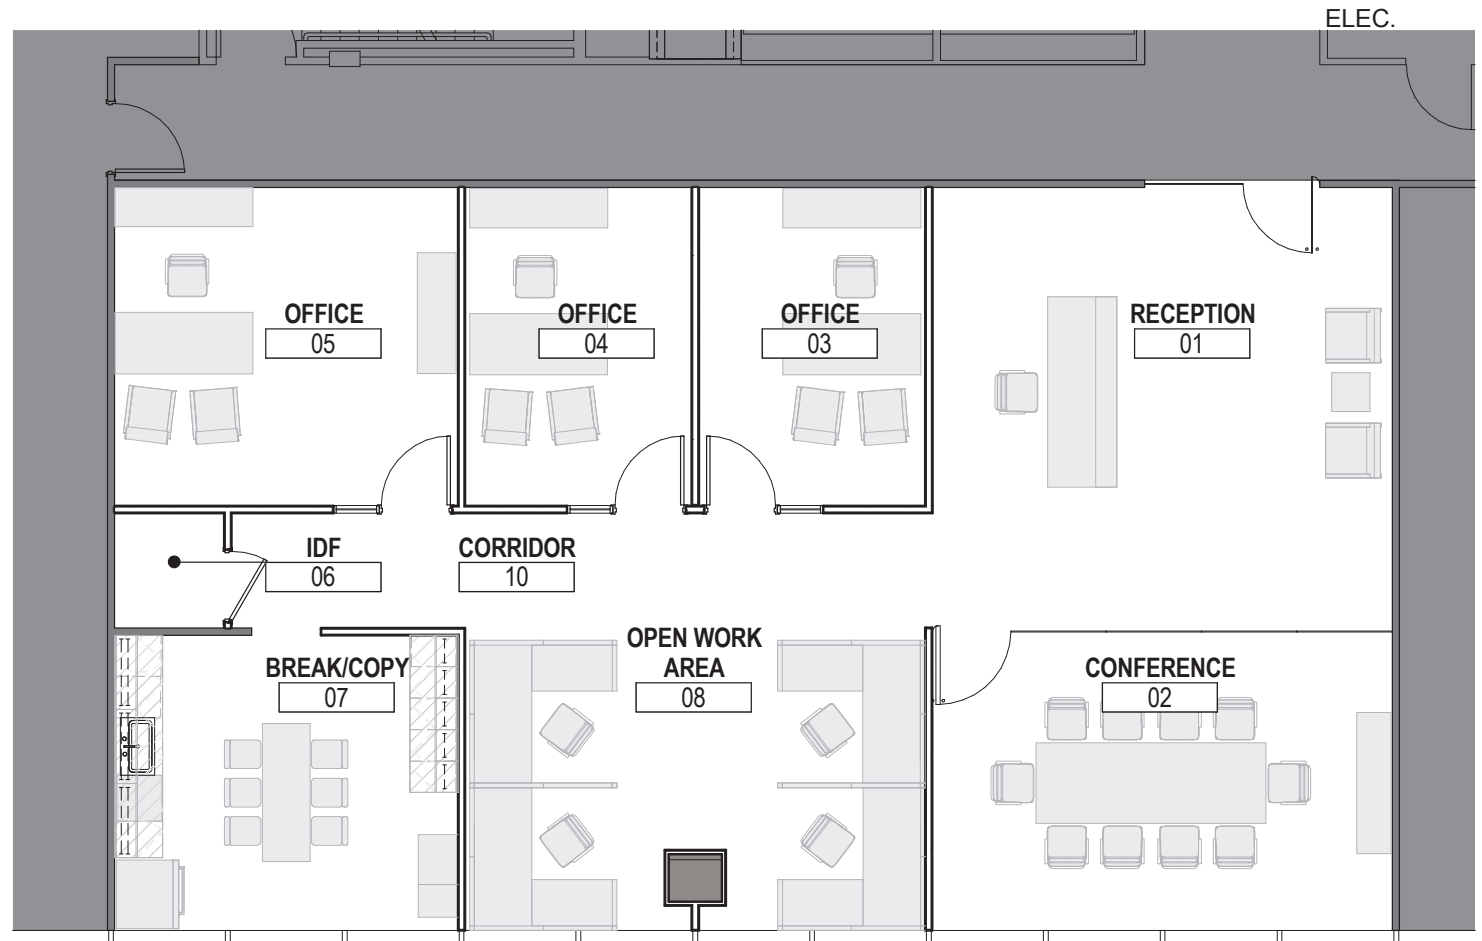 ELEC.
OFFICE
05
OFFICE
04
OFFICE
03
RECEPTION
01
IDF
06
CORRIDOR
10
BREAK/COPY
07
OPEN WORK
AREA
08
CONFERENCE
02